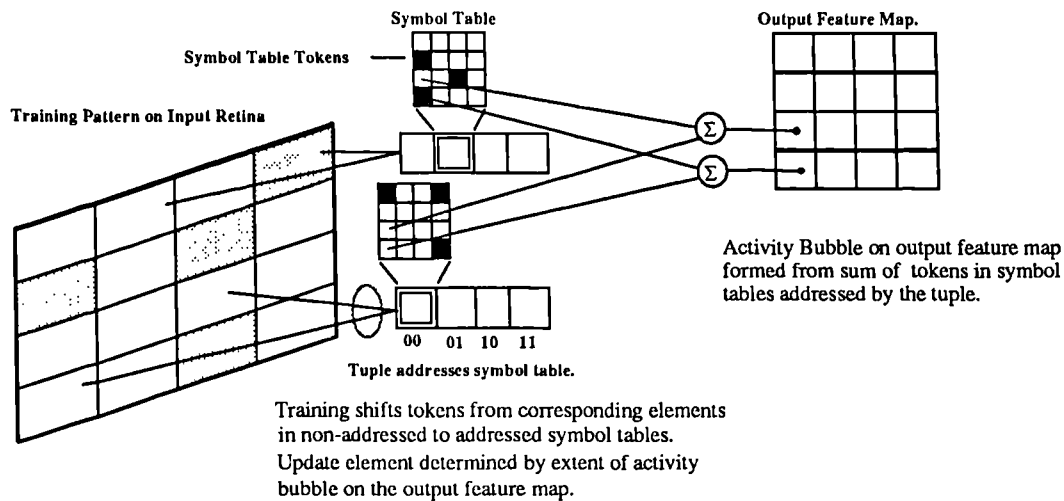 Symbol Table
Output Feature Map.
Symbol Table Tokens
Training Pattern on Input Retina
Σ
Σ
Activity Bubble on output feature map
formed from sum of tokens in symbol
tables addressed by the tuple.
00 01 10 11
Tuple addresses symbol table.
Training shifts tokens from corresponding elements
in non-addressed to addressed symbol tables.
Update element determined by extent of activity
bubble on the output feature map.